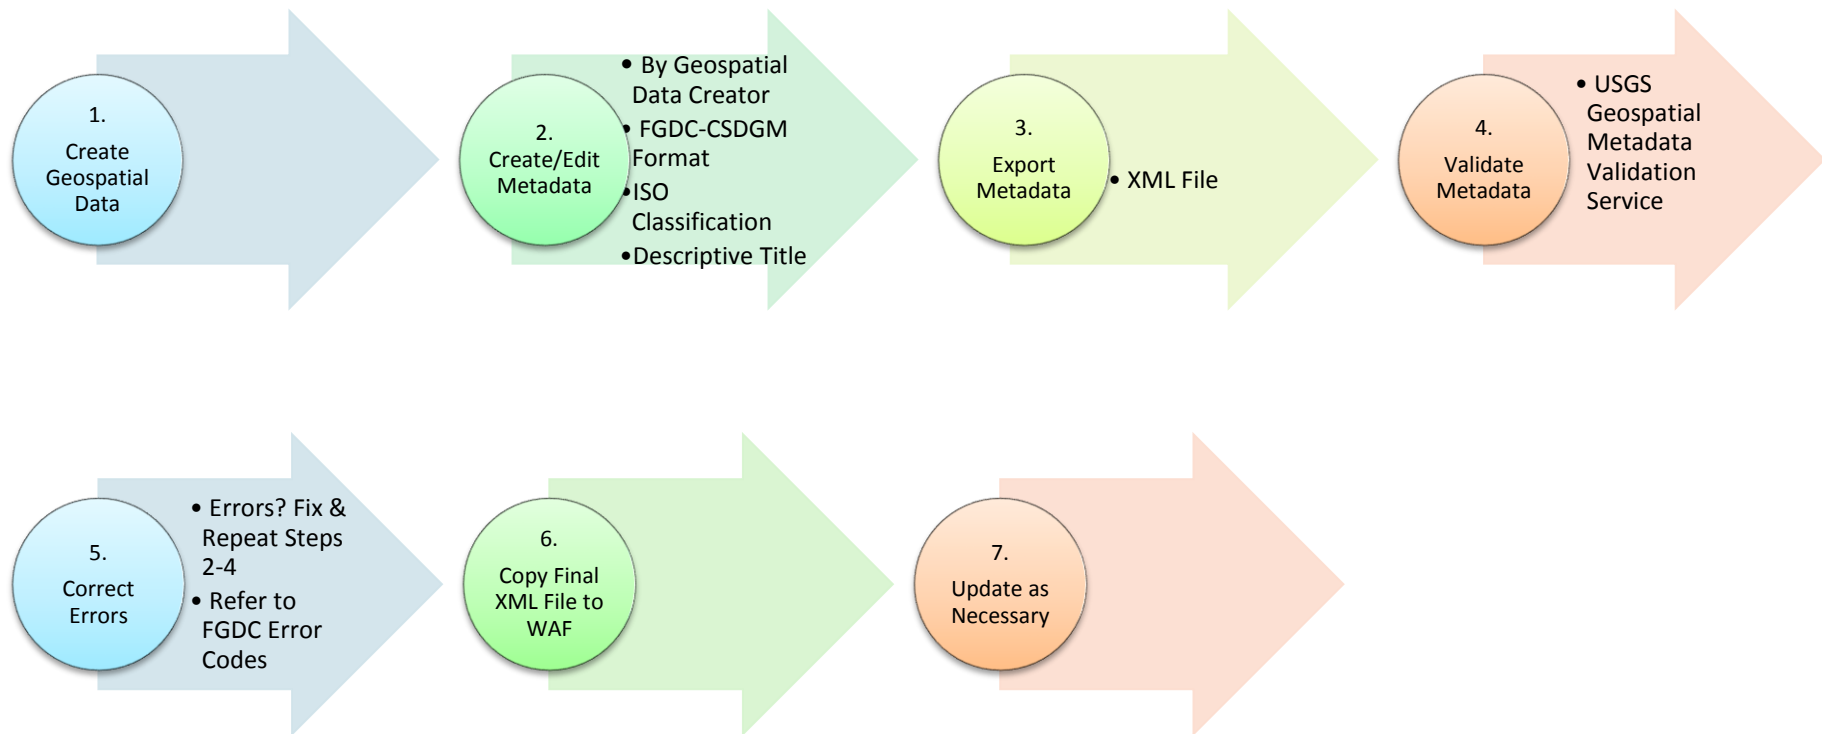 1.
Create
Geospatial
Data
2.
Create/Edit
Metadata
• By Geospatial
Data Creator
• FGDC-CSDGM
Format
•ISO
Classification
•Descriptive Title
3.
Export
Metadata
• XML File
4.
Validate
Metadata
• USGS
Geospatial
Metadata
Validation
Service
5.
Correct
Errors
• Errors? Fix &
Repeat Steps
2-4
• Refer to
FGDC Error
Codes
6.
Copy Final
XML File to
WAF
7.
Update as
Necessary